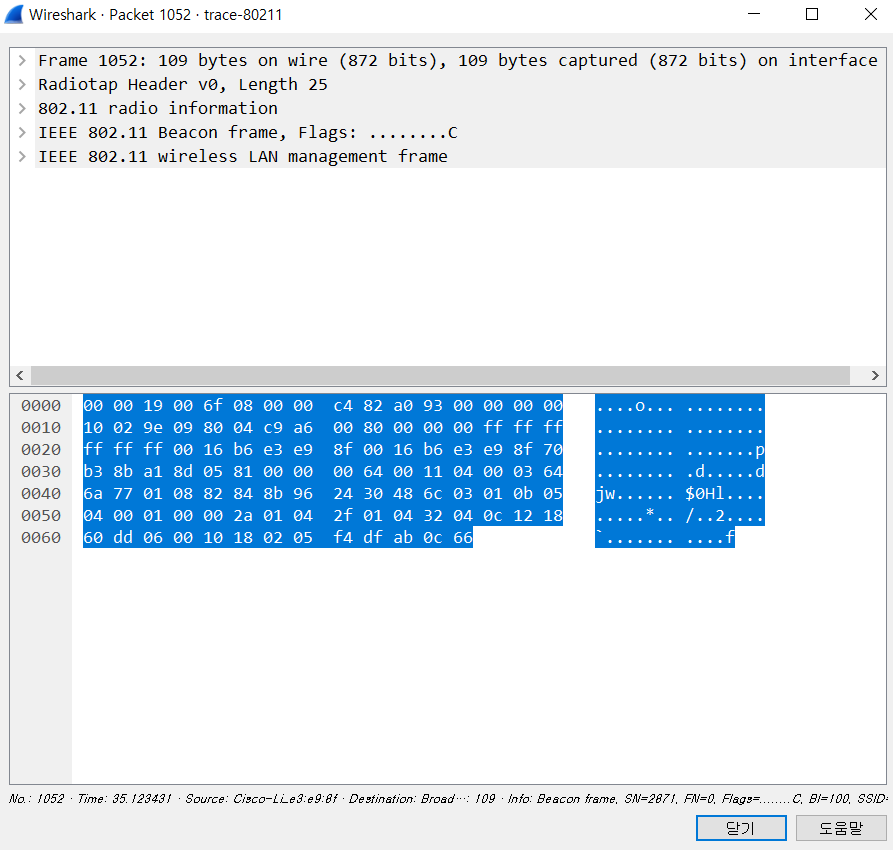 Wireshark · Packet 1052 · trace-80211
Frame 1052: 109 bytes on wire (872 bits), 109 bytes captured (872 bits) on interface
Radiotap Header v0, Length 25
802.11 radio information
IEEE 802.11 Beacon frame, Flags: ........C
IEEE 802.11 wireless LAN management frame
0000 00 00 19 00 6f 08 00 00 c4 82 a0 93 00 00 00 00 ....o... ........
0010 10 02 9e 09 80 04 c9 a6 00 80 00 00 00 ff ff ff ........ ........
0020 ff ff ff 00 16 b6 e3 e9 8f 00 16 b6 e3 e9 8f 70 ........ .......p
0030 b3 8b a1 8d 05 81 00 00 00 64 00 11 04 00 03 64 ........ .d.....d
0040 6a 77 01 08 82 84 8b 96 24 30 48 6c 03 01 0b 05 jw...... $0Hl....
0050 04 00 01 00 00 2a 01 04 2f 01 04 32 04 0c 12 18 .....*.. /..2....
0060 60 dd 06 00 10 18 02 05 f4 df ab 0c 66 `....... ....f
No.: 1052 · Time: 35.123431 · Source: Cisco-Li_e3:e9:8f · Destination: Broad…: 109 · Info: Beacon frame, SN=2871, FN=0, Flags=........C, BI=100, SSID=
닫기 도움말